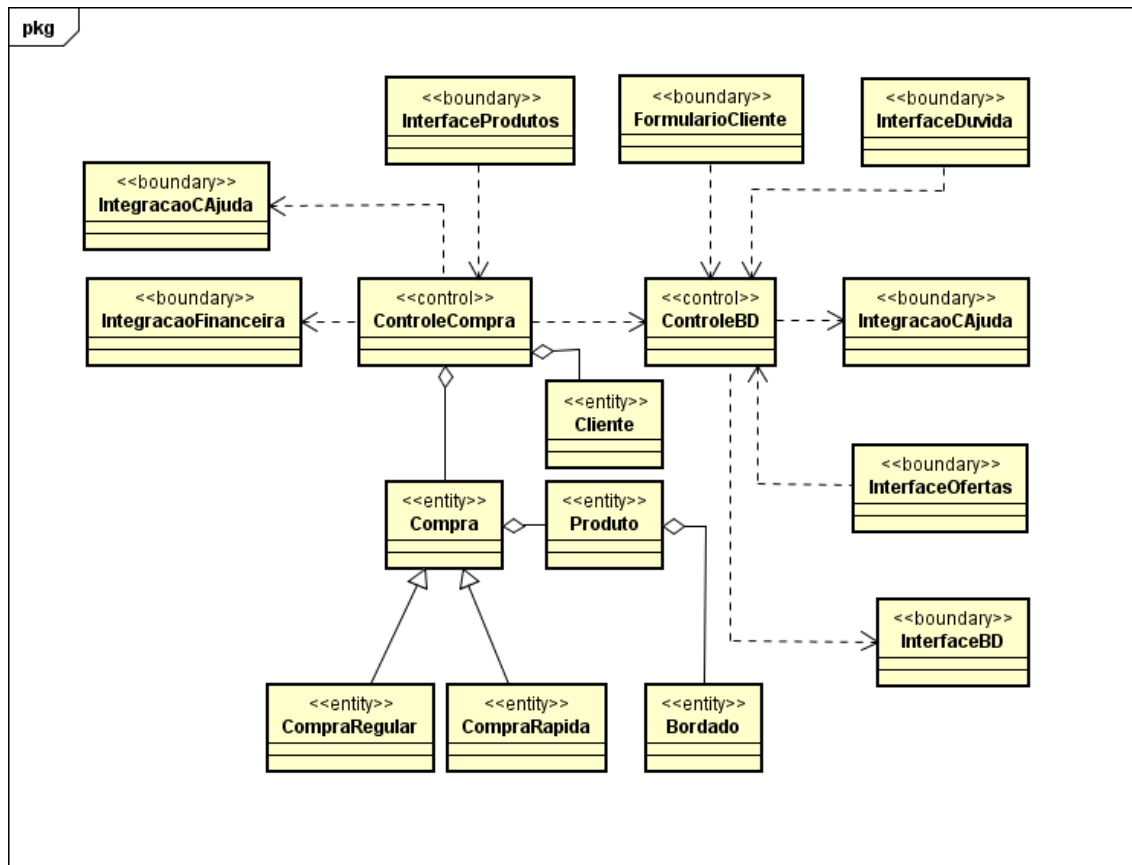 pkg
<<boundary>>
InterfaceProdutos
<<boundary>>
FormularioCliente
<<boundary>>
InterfaceDuvida
<<boundary>>
IntegracaoCAjuda
<<boundary>>
IntegracaoFinanceira
<<control>>
ControleCompra
<<control>>
ControleBD
<<boundary>>
IntegracaoCAjuda
<<entity>>
Cliente
<<boundary>>
InterfaceOfertas
<<entity>>
Compra
<<entity>>
Produto
<<boundary>>
InterfaceBD
<<entity>>
CompraRegular
<<entity>>
CompraRapida
<<entity>>
Bordado